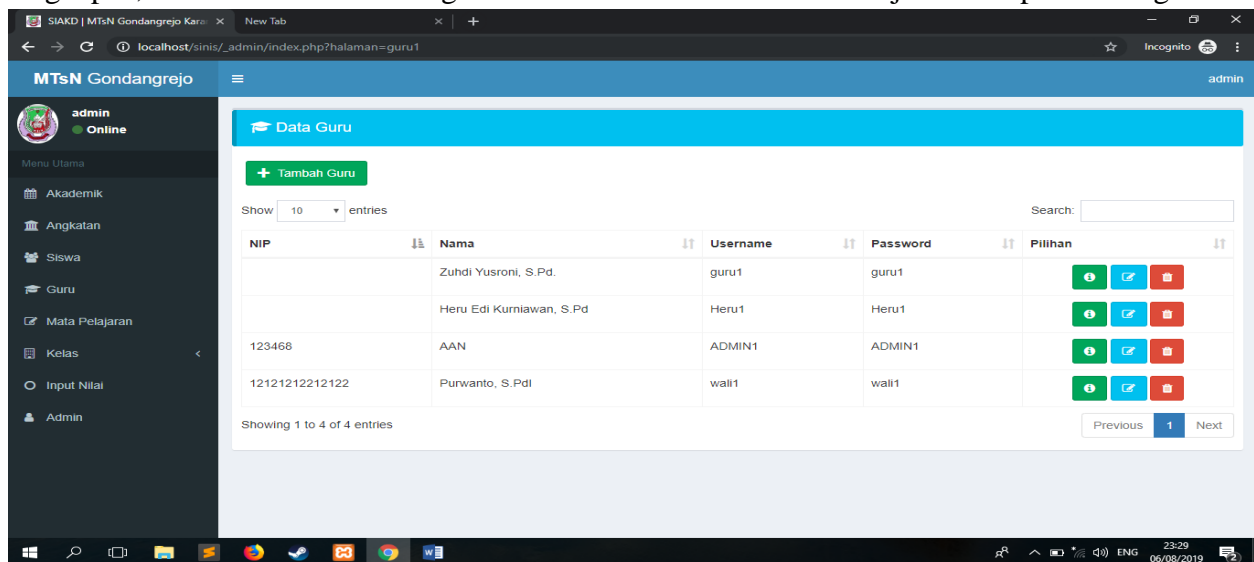 SIAKD | MTsN Gondangrejo Kara
New Tab
localhost/sinis/_admin/index.php?halaman=guru1
Incognito
MTsN Gondangrejo
admin
admin
Online
Menu Utama
Akademik
Angkatan
Siswa
Guru
Mata Pelajaran
Kelas
Input Nilai
Admin
Data Guru
Tambah Guru
Show 10 entries
Search:
NIP Nama Username Password Pilihan
Zuhdi Yusroni, S.Pd. guru1 guru1
Heru Edi Kurniawan, S.Pd Heru1 Heru1
123468 AAN ADMIN1 ADMIN1
12121212212122 Purwanto, S.PdI wali1 wali1
Showing 1 to 4 of 4 entries
Previous 1 Next
ENG
23:29
06/08/2019
2